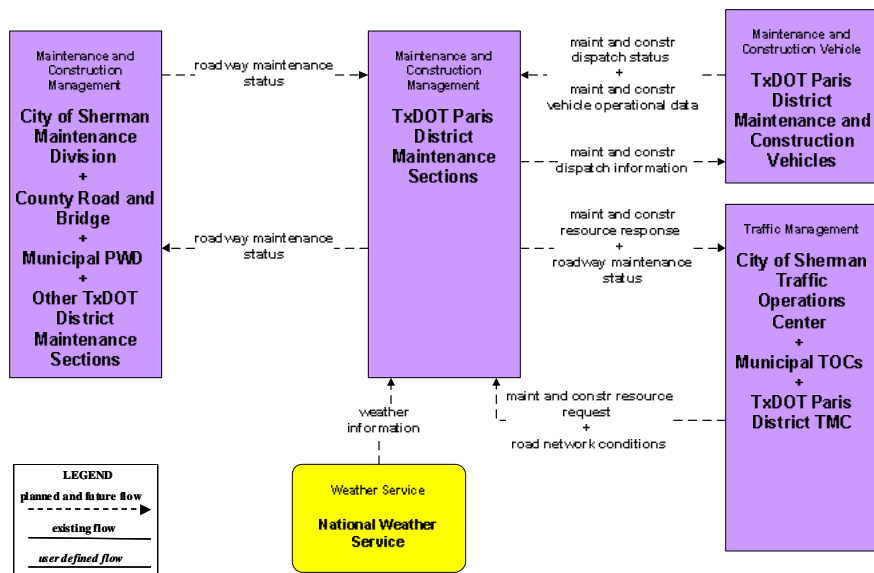 Maintenance and
Construction
Management
City of Sherman
Maintenance
Division
+
County Road and
Bridge
+
Municipal PWD
+
Other TxDOT
District
Maintenance
Sections
roadway maintenance
status
roadway maintenance
status
Maintenance and
Construction
Management
TxDOT Paris
District
Maintenance
Sections
maint and constr
dispatch status
+
maint and constr
vehicle operational data
maint and constr
dispatch information
maint and constr
resource response
+
roadway maintenance
status
maint and constr resource
request
+
road network conditions
Maintenance and
Construction Vehicle
TxDOT Paris
District
Maintenance and
Construction
Vehicles
Traffic Management
City of Sherman
Traffic
Operations
Center
+
Municipal TOCs
+
TxDOT Paris
District TMC
weather
information
Weather Service
National Weather
Service
LEGEND
planned and future flow
existing flow
user defined flow